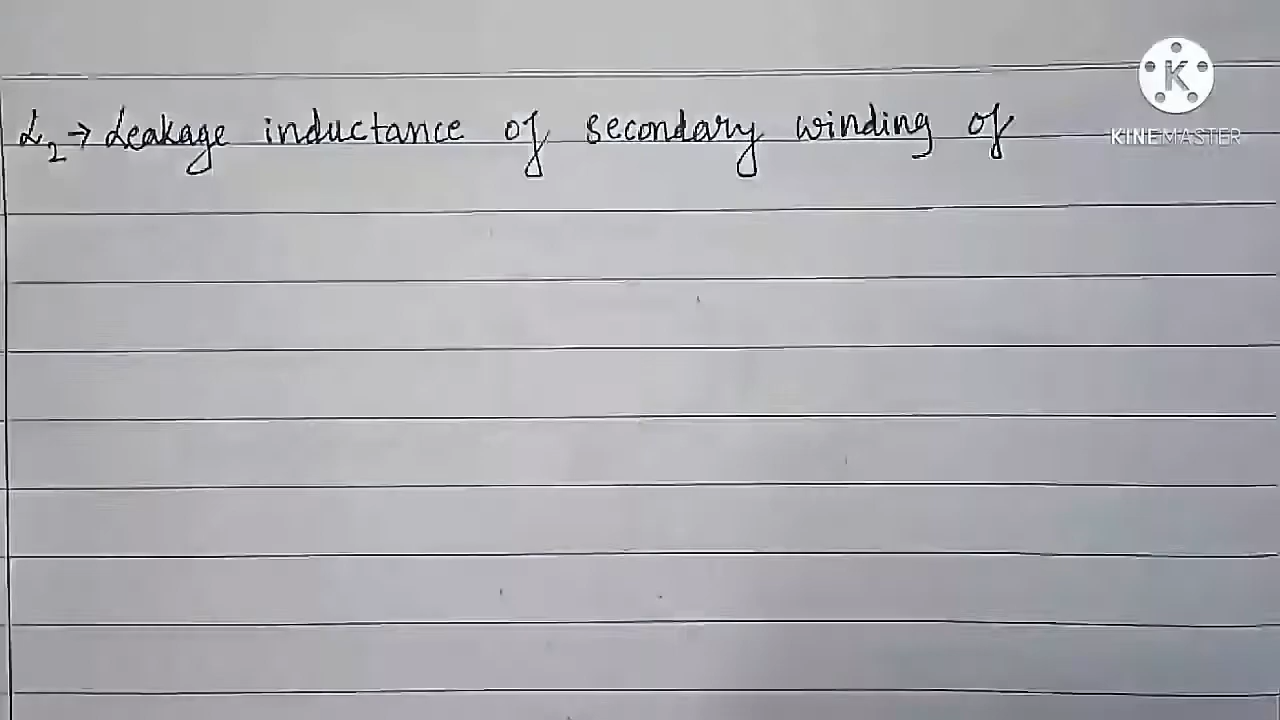 L₂ → Leakage inductance of secondary winding of
K
KINEMASTER